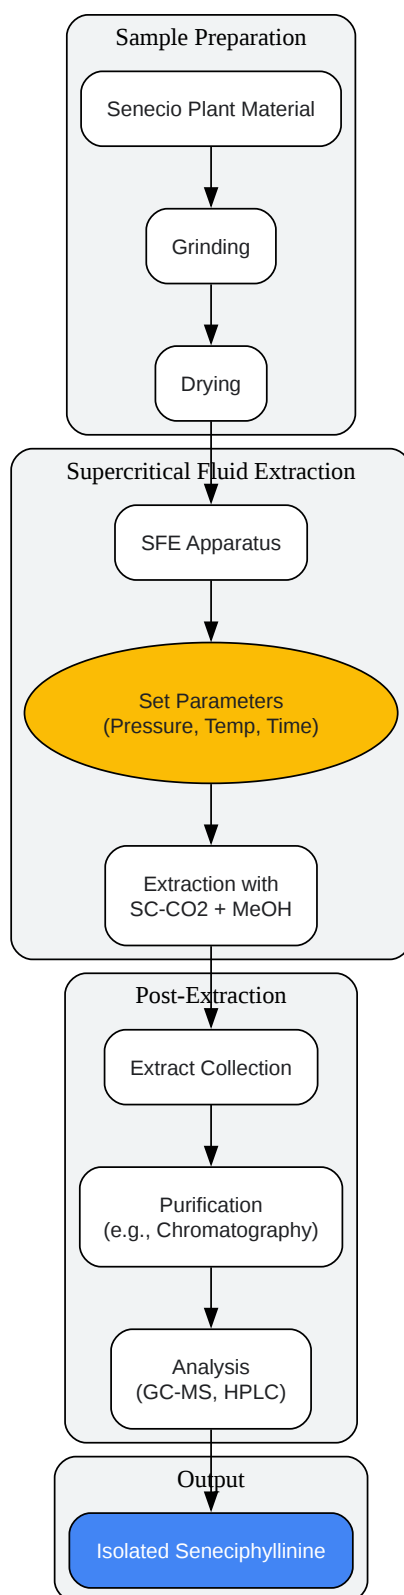 Sample Preparation
Senecio Plant Material
Grinding
Drying
Supercritical Fluid Extraction
SFE Apparatus
Set Parameters
(Pressure, Temp, Time)
Extraction with
SC-CO2 + MeOH
Post-Extraction
Extract Collection
Purification
(e.g., Chromatography)
Analysis
(GC-MS, HPLC)
Output
Isolated Seneciphyllinine